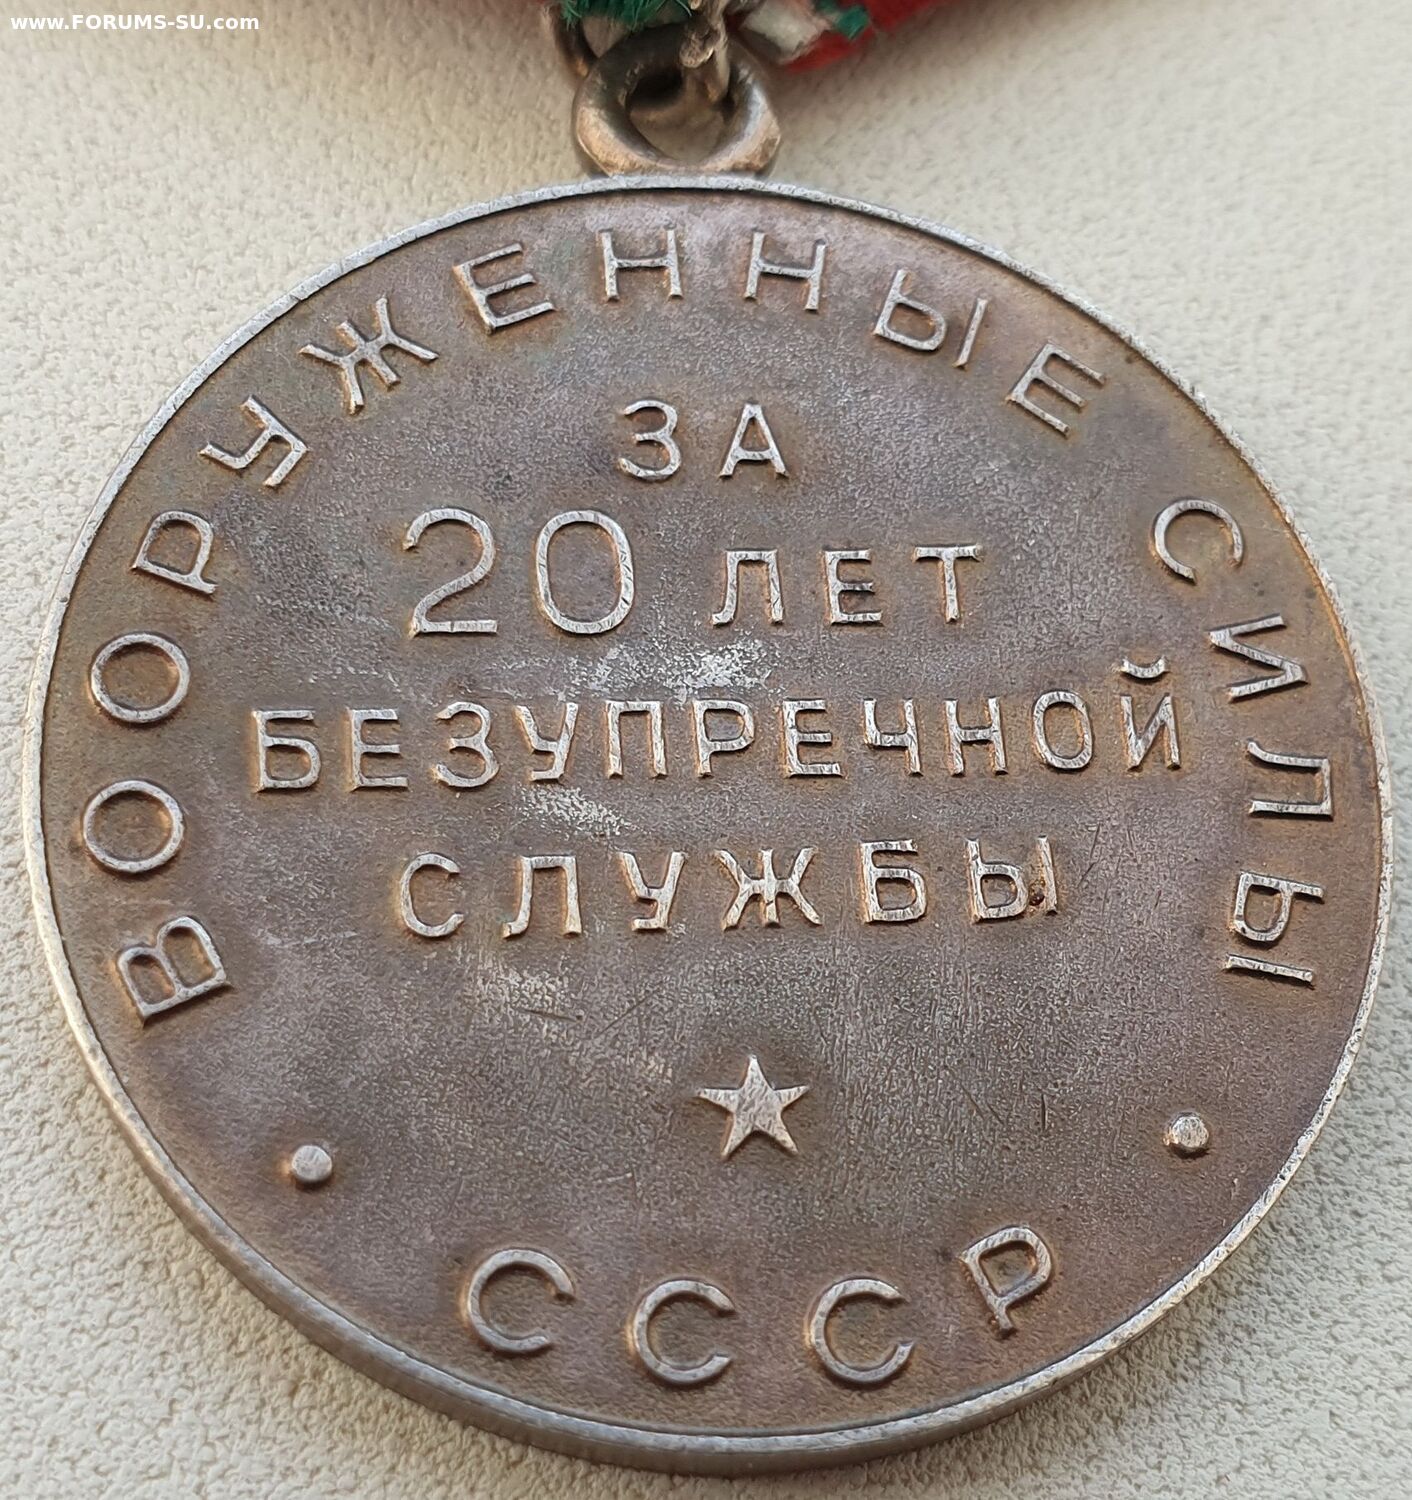 www.FORUMS-SU.com
ВООРУЖЕННЫЕ СИЛЫ
ЗА
20 ЛЕТ
БЕЗУПРЕЧНОЙ
СЛУЖБЫ
СССР